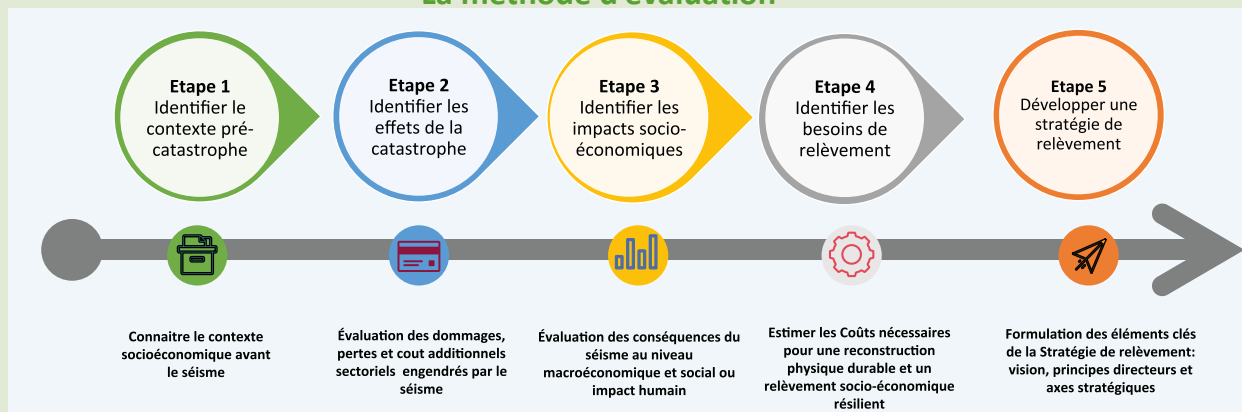 La méthode d'évaluation
Etape 1
Identifier le
contexte pré-
catastrophe
Etape 2
Identifier les
effets de la
catastrophe
Etape 3
Identifier les
impacts socio-
économiques
Etape 4
Identifier les
besoins de
relèvement
Etape 5
Développer une
stratégie de
relèvement
Connaitre le contexte
socioéconomique avant
le séisme
Évaluation des dommages,
pertes et cout additionnels
sectoriels engendrés par le
séisme
Évaluation des conséquences du
séisme au niveau
macroéconomique et social ou
impact humain
Estimer les Coûts nécessaires
pour une reconstruction
physique durable et un
relèvement socio-économique
résilient
Formulation des éléments clés
de la Stratégie de relèvement:
vision, principes directeurs et
axes stratégiques